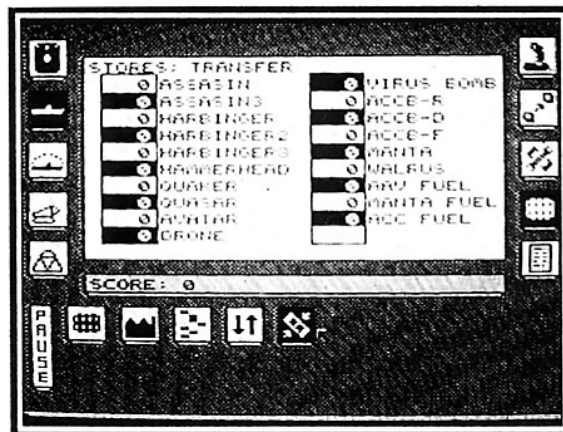 STORES: TRANSFER
0 ASSASIN
0 ASSASIN3
0 HARBINGER
0 HARBINGER2
0 HARBINGER3
0 HAMMERHEAD
0 QUAKER
0 QUASAR
0 AVATAR
0 DRONE
0 VIRUS BOMB
0 ACCB-R
0 ACCB-D
0 ACCB-F
0 MANTA
0 WALRUS
0 AAV FUEL
0 MANTA FUEL
0 ACC FUEL
SCORE: 0
PAUSE